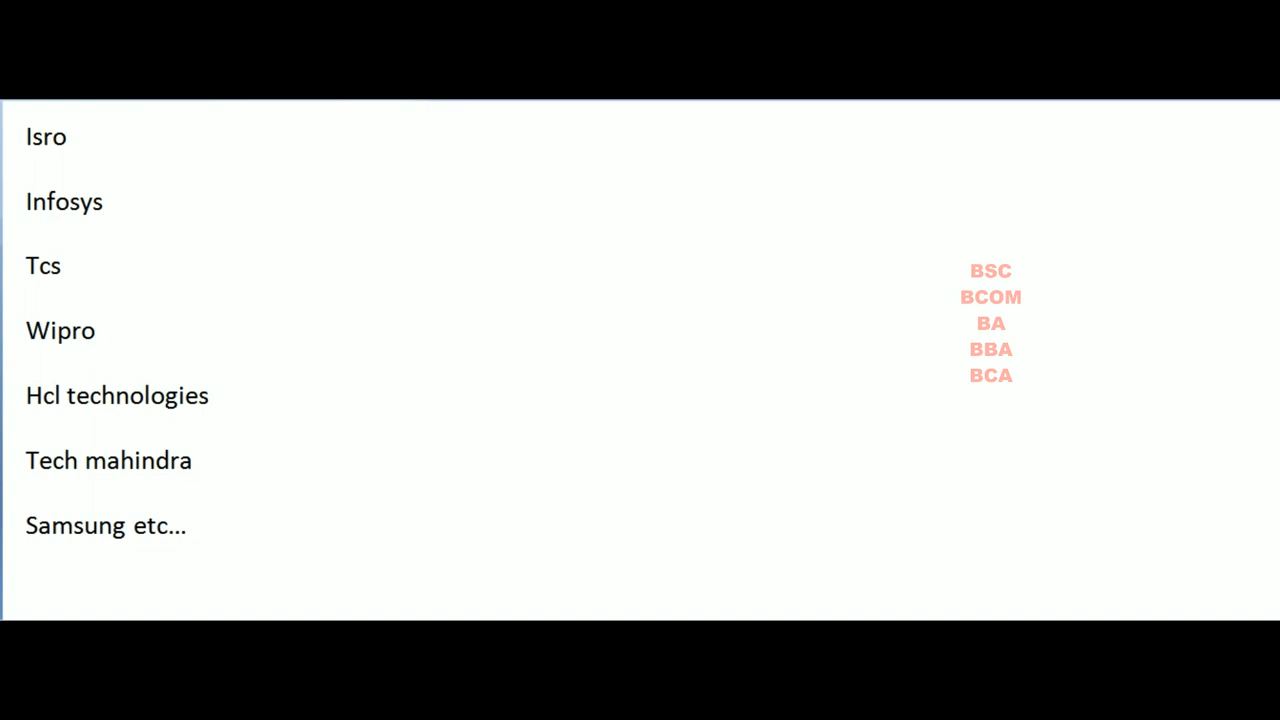 Isro
Infosys
Tcs
Wipro
Hcl technologies
Tech mahindra
Samsung etc...
BSC
BCOM
BA
BBA
BCA